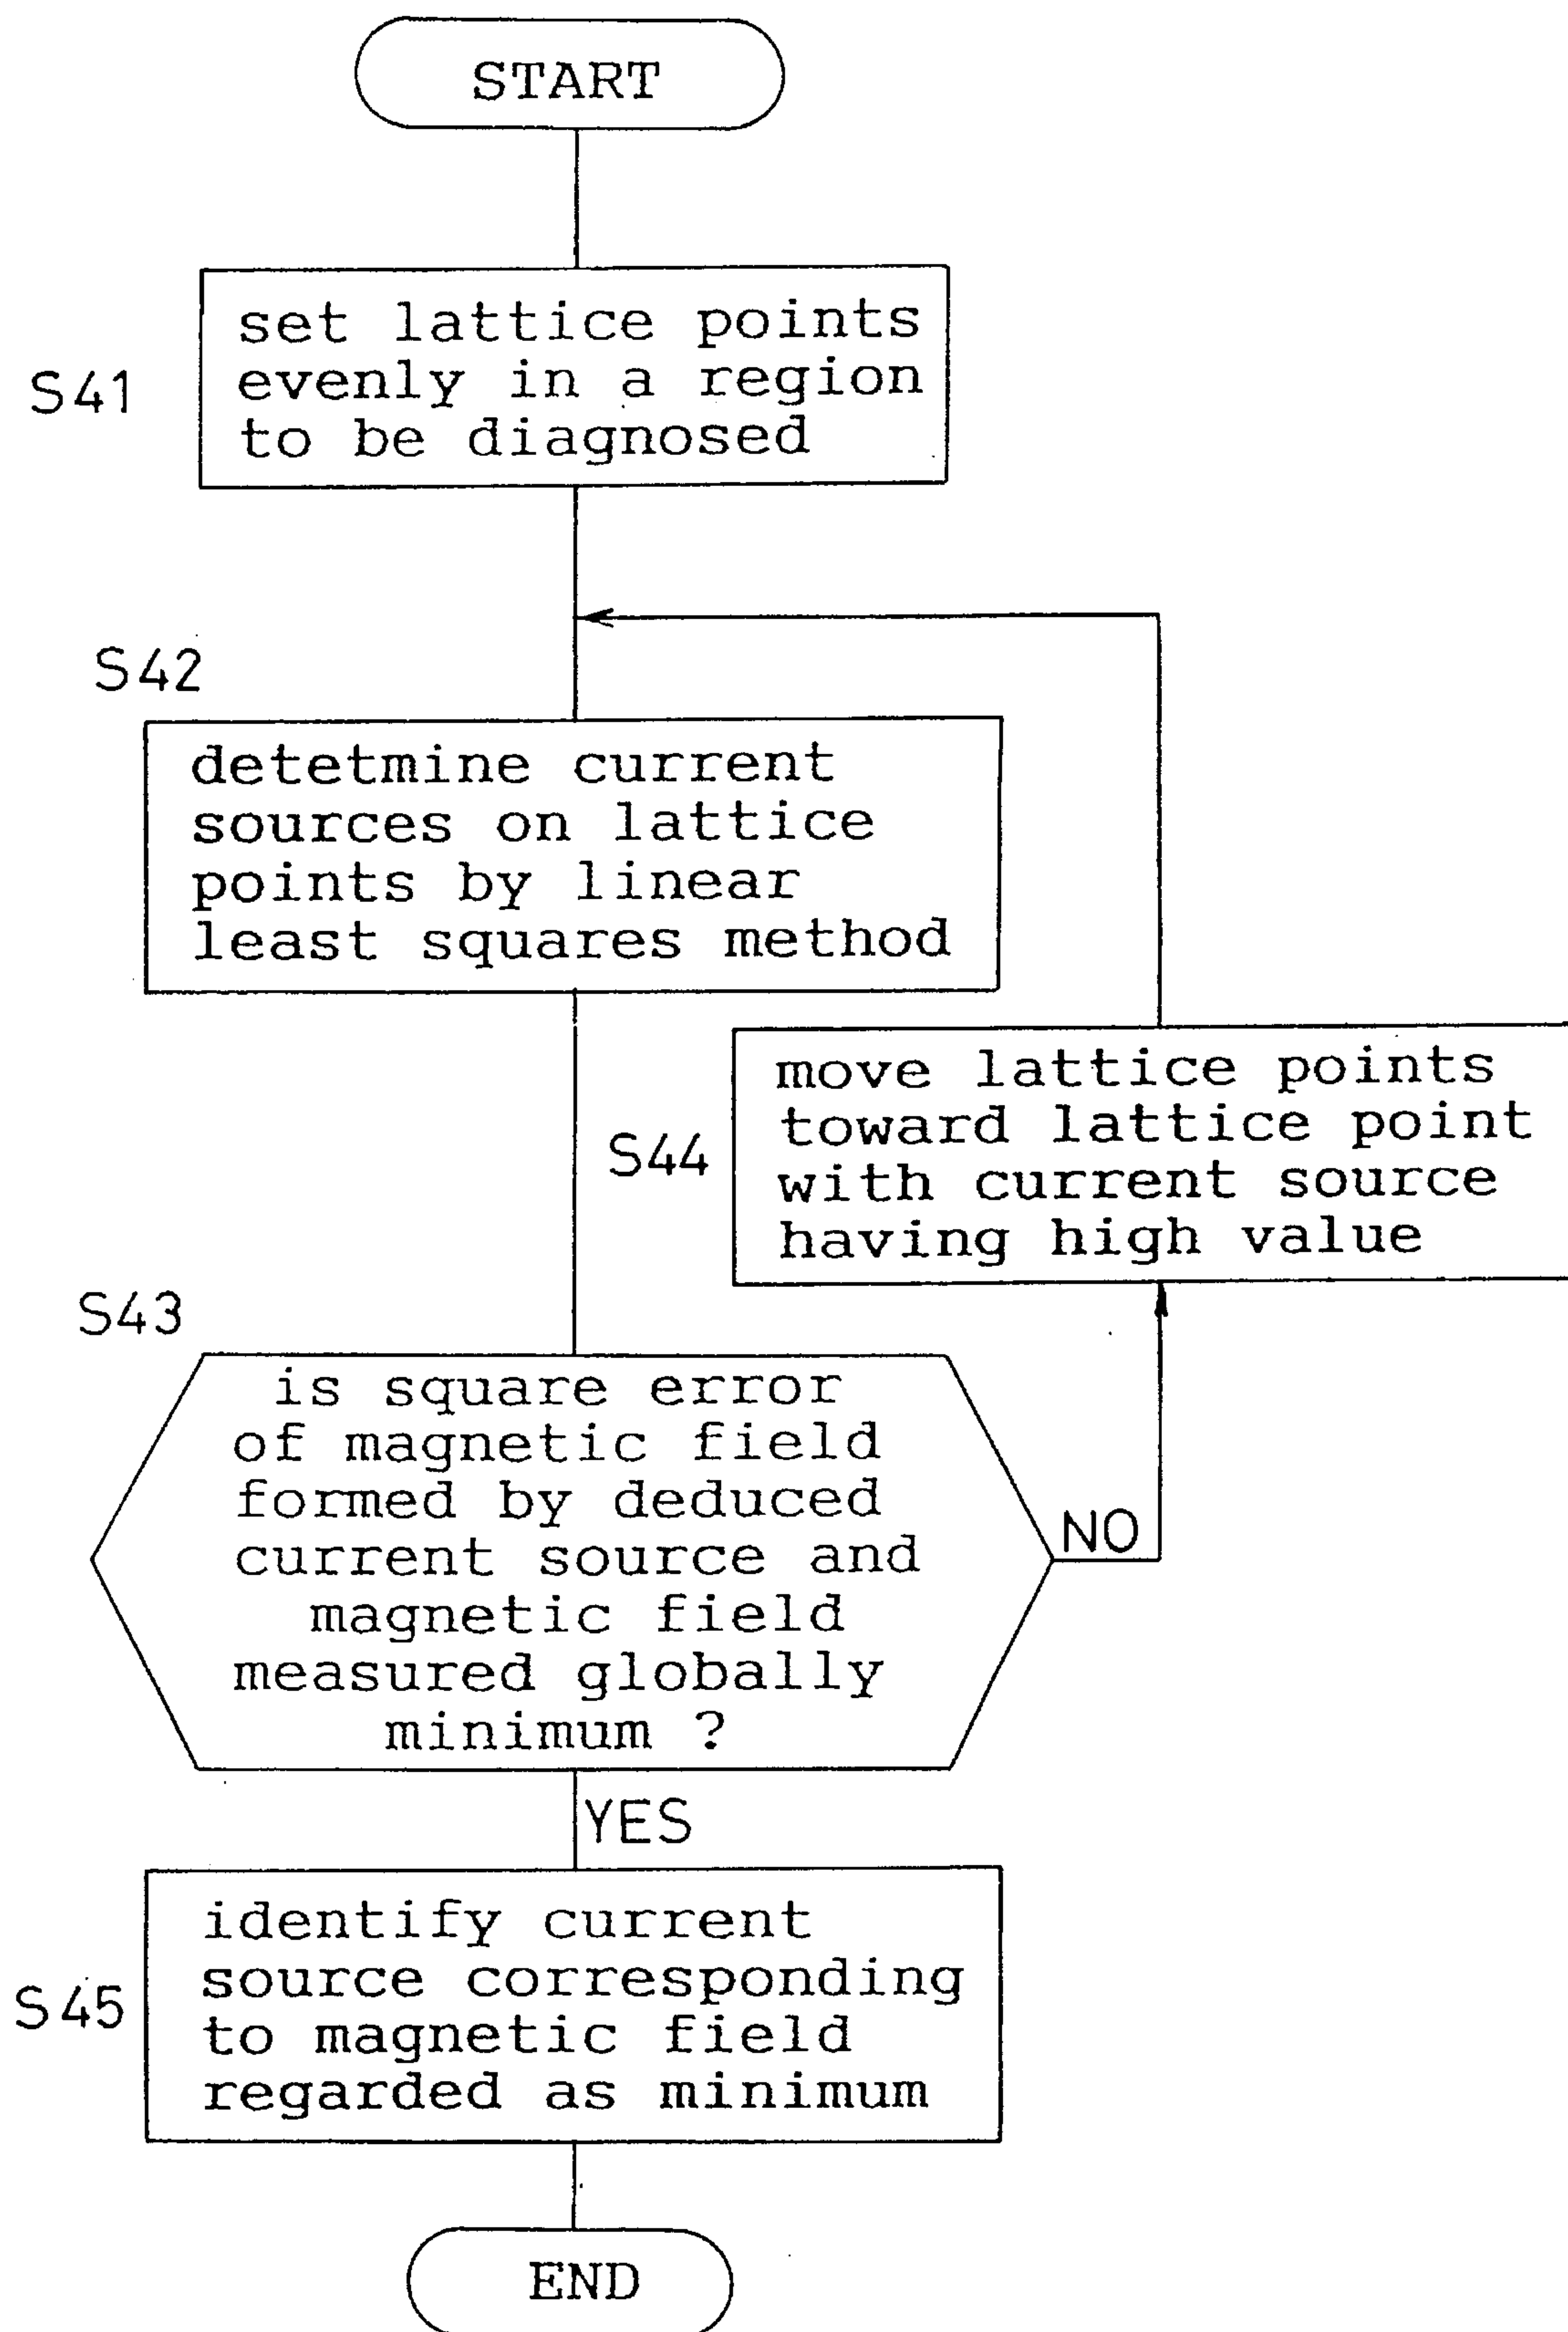 START
S41
set lattice points
evenly in a region
to be diagnosed
S42
detetmine current
sources on lattice
points by linear
least squares method
S44
move lattice points
toward lattice point
with current source
having high value
S43
is square error
of magnetic field
formed by deduced
current source and
magnetic field
measured globally
minimum ?
NO
YES
S45
identify current
source corresponding
to magnetic field
regarded as minimum
END